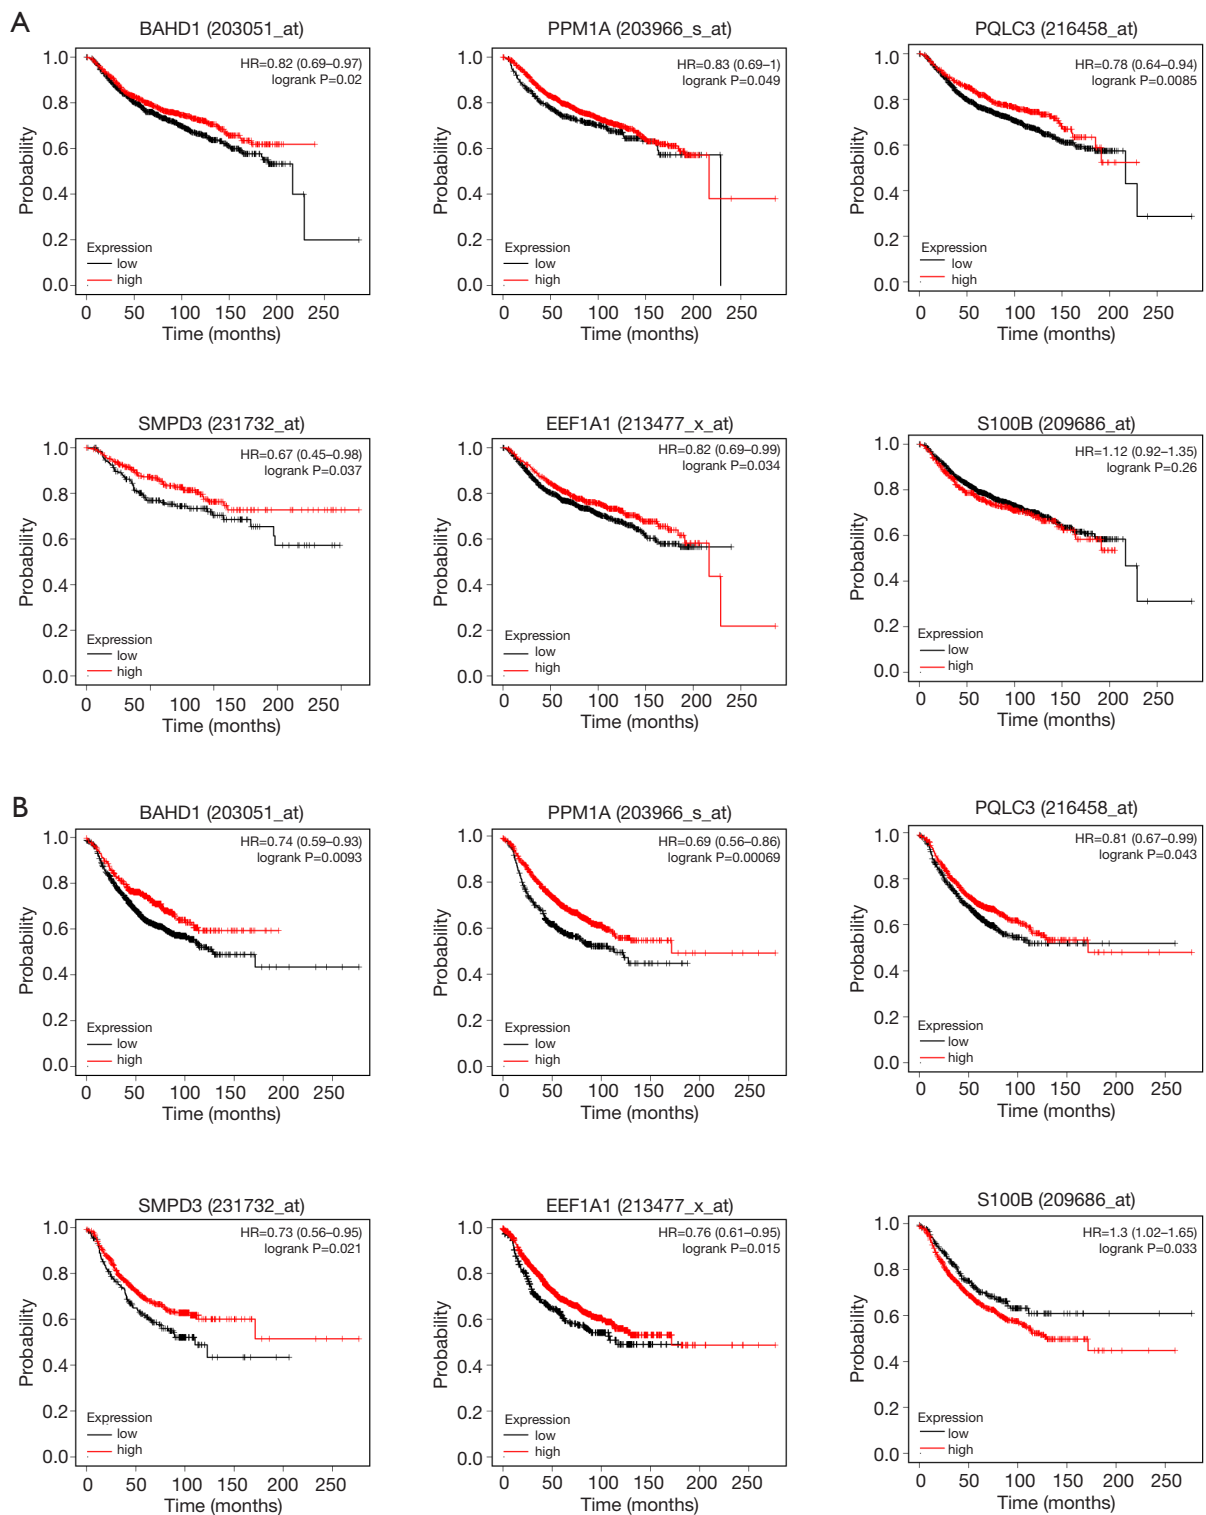 A
BAHD1 (203051_at)
HR=0.82 (0.69–0.97)
logrank P=0.02
Probability
1.0
0.8
0.6
0.4
0.2
0.0
Expression
low
high
0 50 100 150 200 250
Time (months)
PPM1A (203966_s_at)
HR=0.83 (0.69–1)
logrank P=0.049
Probability
1.0
0.8
0.6
0.4
0.2
0.0
Expression
low
high
0 50 100 150 200 250
Time (months)
PQLC3 (216458_at)
HR=0.78 (0.64–0.94)
logrank P=0.0085
Probability
1.0
0.8
0.6
0.4
0.2
0.0
Expression
low
high
0 50 100 150 200 250
Time (months)
SMPD3 (231732_at)
HR=0.67 (0.45–0.98)
logrank P=0.037
Probability
1.0
0.8
0.6
0.4
0.2
0.0
Expression
low
high
0 50 100 150 200 250
Time (months)
EEF1A1 (213477_x_at)
HR=0.82 (0.69–0.99)
logrank P=0.034
Probability
1.0
0.8
0.6
0.4
0.2
0.0
Expression
low
high
0 50 100 150 200 250
Time (months)
S100B (209686_at)
HR=1.12 (0.92–1.35)
logrank P=0.26
Probability
1.0
0.8
0.6
0.4
0.2
0.0
Expression
low
high
0 50 100 150 200 250
Time (months)
B
BAHD1 (203051_at)
HR=0.74 (0.59–0.93)
logrank P=0.0093
Probability
1.0
0.8
0.6
0.4
0.2
0.0
Expression
low
high
0 50 100 150 200 250
Time (months)
PPM1A (203966_s_at)
HR=0.69 (0.56–0.86)
logrank P=0.00069
Probability
1.0
0.8
0.6
0.4
0.2
0.0
Expression
low
high
0 50 100 150 200 250
Time (months)
PQLC3 (216458_at)
HR=0.81 (0.67–0.99)
logrank P=0.043
Probability
1.0
0.8
0.6
0.4
0.2
0.0
Expression
low
high
0 50 100 150 200 250
Time (months)
SMPD3 (231732_at)
HR=0.73 (0.56–0.95)
logrank P=0.021
Probability
1.0
0.8
0.6
0.4
0.2
0.0
Expression
low
high
0 50 100 150 200 250
Time (months)
EEF1A1 (213477_x_at)
HR=0.76 (0.61–0.95)
logrank P=0.015
Probability
1.0
0.8
0.6
0.4
0.2
0.0
Expression
low
high
0 50 100 150 200 250
Time (months)
S100B (209686_at)
HR=1.3 (1.02–1.65)
logrank P=0.033
Probability
1.0
0.8
0.6
0.4
0.2
0.0
Expression
low
high
0 50 100 150 200 250
Time (months)